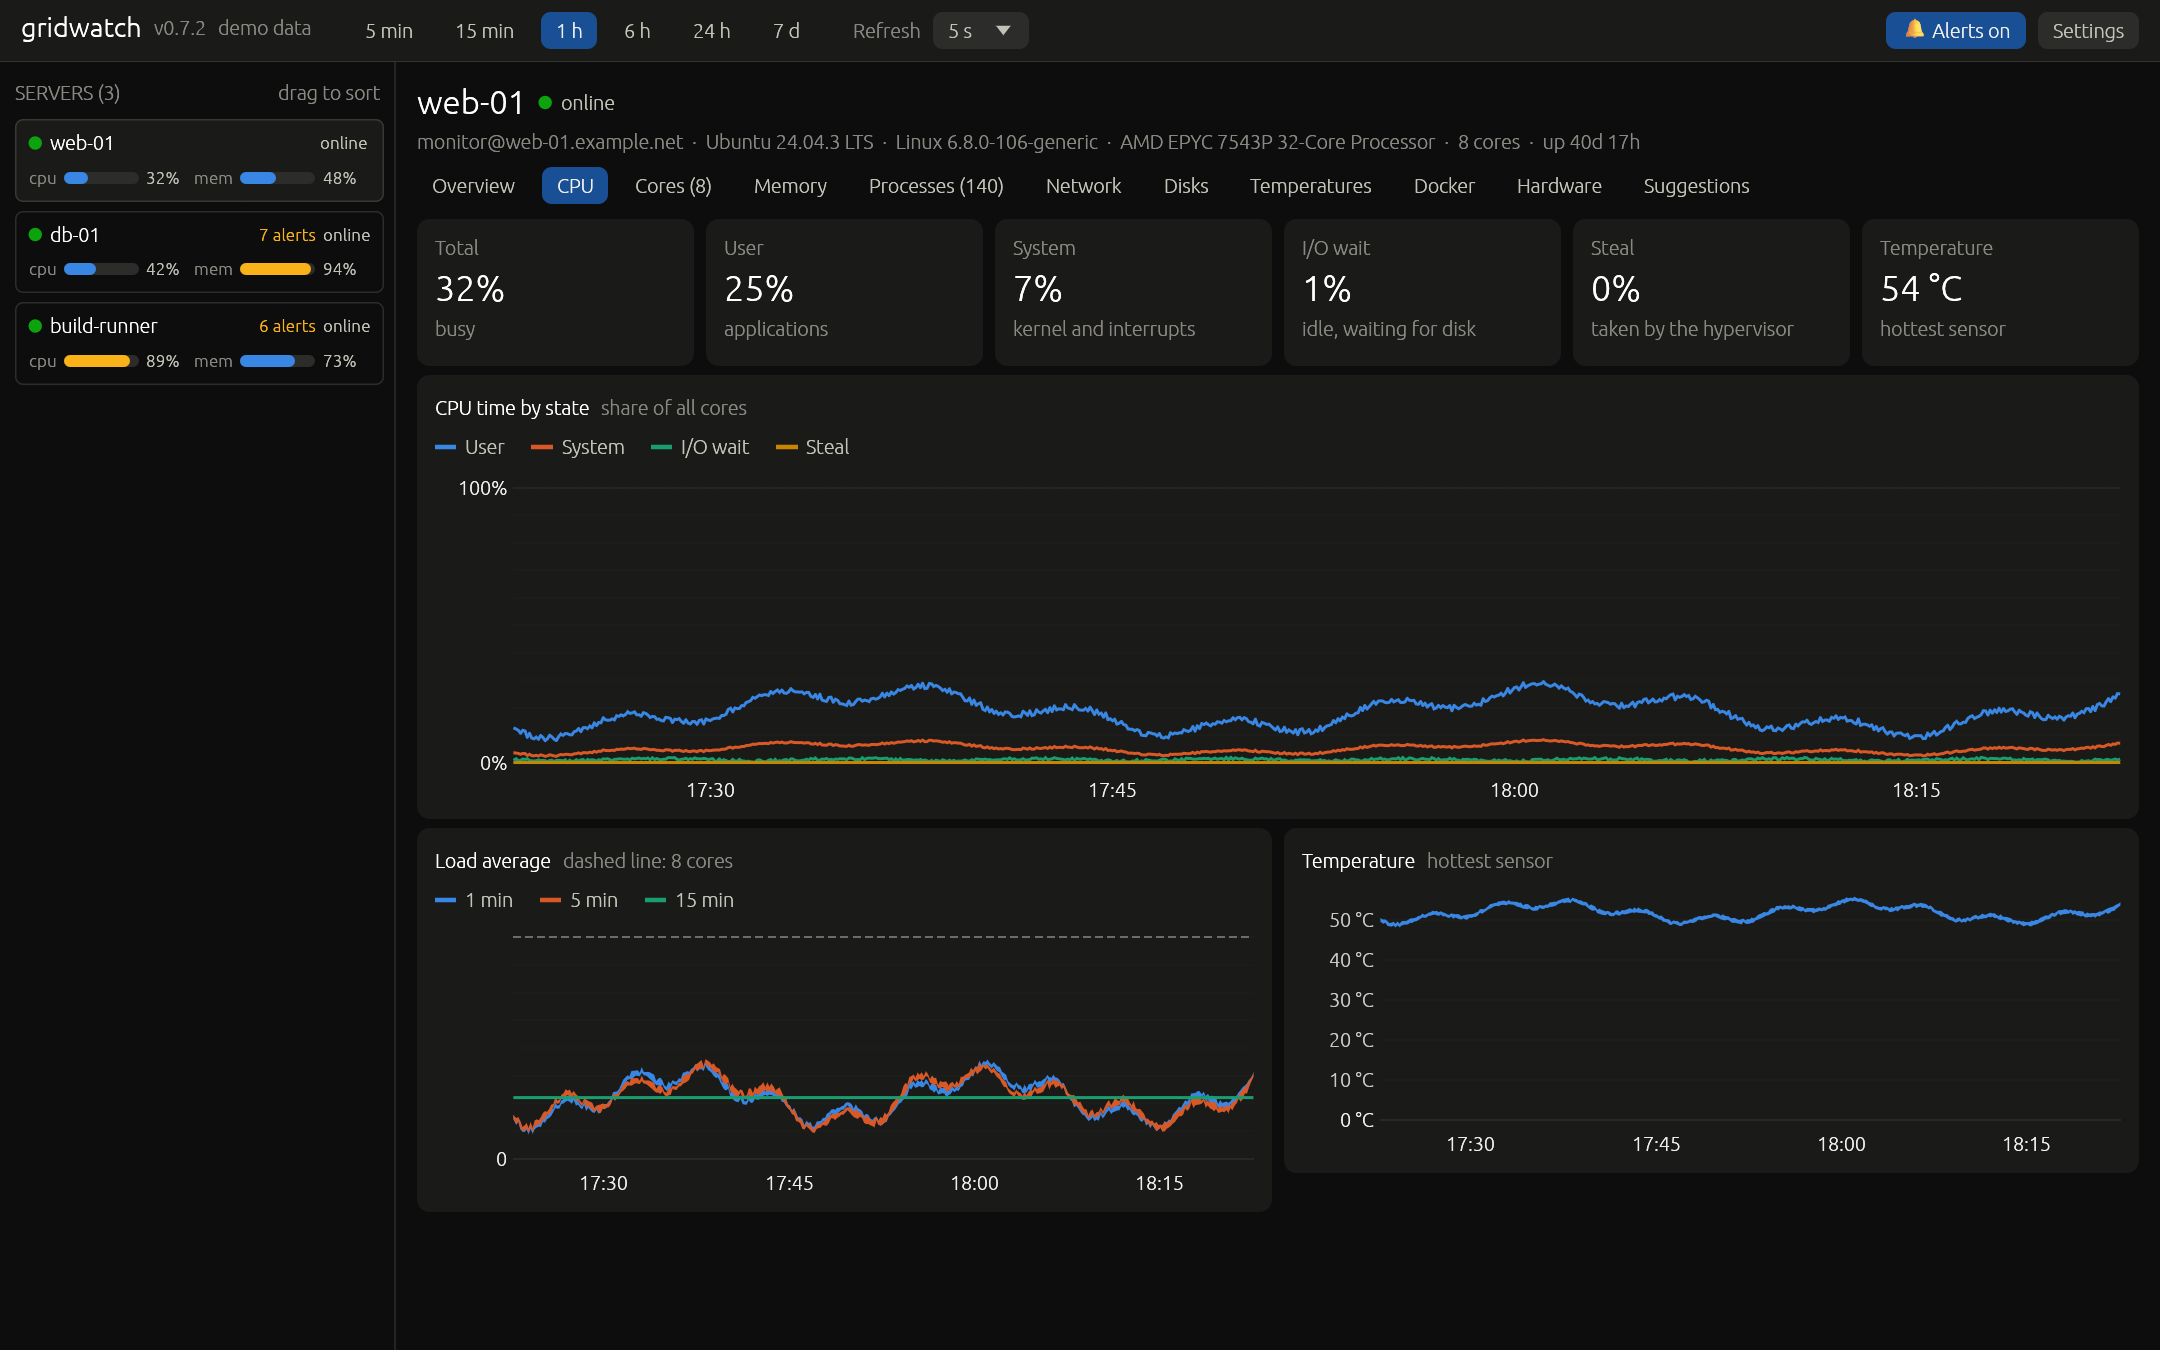 gridwatch v0.7.2 demo data 5 min 15 min 1 h 6 h 24 h 7 d Refresh 5 s Alerts on Settings
SERVERS (3) drag to sort
web-01 online
cpu 32% mem 48%
db-01 7 alerts online
cpu 42% mem 94%
build-runner 6 alerts online
cpu 89% mem 73%
web-01 online
monitor@web-01.example.net · Ubuntu 24.04.3 LTS · Linux 6.8.0-106-generic · AMD EPYC 7543P 32-Core Processor · 8 cores · up 40d 17h
Overview CPU Cores (8) Memory Processes (140) Network Disks Temperatures Docker Hardware Suggestions
Total
32%
busy
User
25%
applications
System
7%
kernel and interrupts
I/O wait
1%
idle, waiting for disk
Steal
0%
taken by the hypervisor
Temperature
54 °C
hottest sensor
CPU time by state share of all cores
User System I/O wait Steal
100%
0%
17:30 17:45 18:00 18:15
Load average dashed line: 8 cores
1 min 5 min 15 min
0
17:30 17:45 18:00 18:15
Temperature hottest sensor
50 °C
40 °C
30 °C
20 °C
10 °C
0 °C
17:30 17:45 18:00 18:15